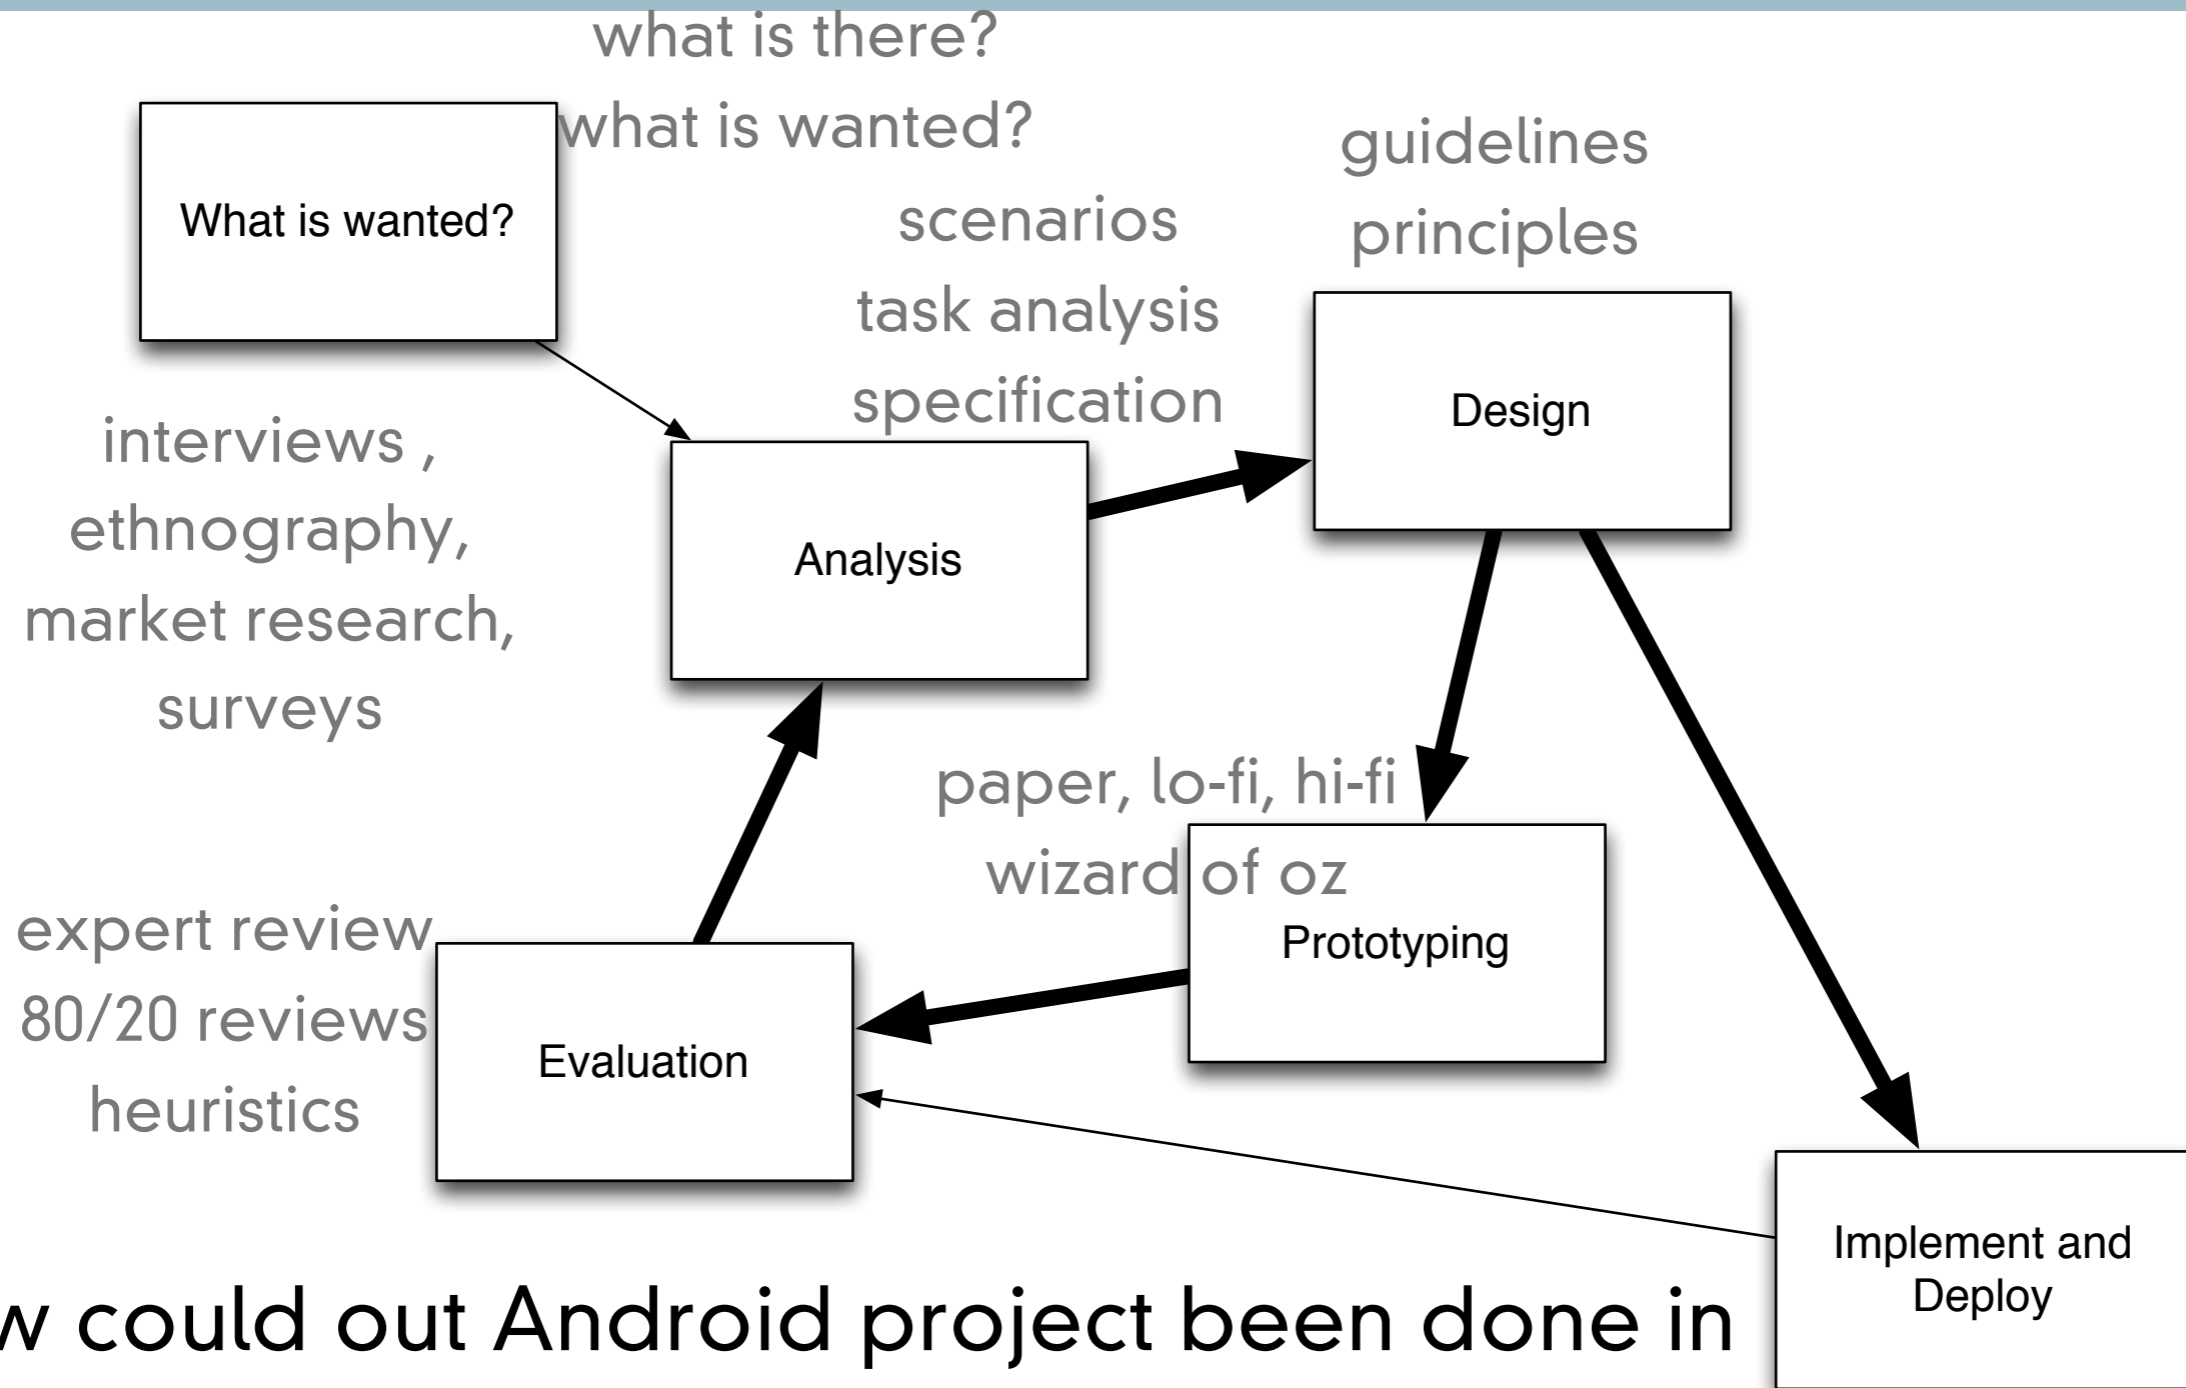 what is there?
what is wanted?
What is wanted?
guidelines
principles
scenarios
task analysis
specification
Design
interviews ,
ethnography,
market research,
surveys
Analysis
paper, lo-fi, hi-fi
wizard of oz
Prototyping
expert review
80/20 reviews
heuristics
Evaluation
Implement and
Deploy
w could out Android project been done in